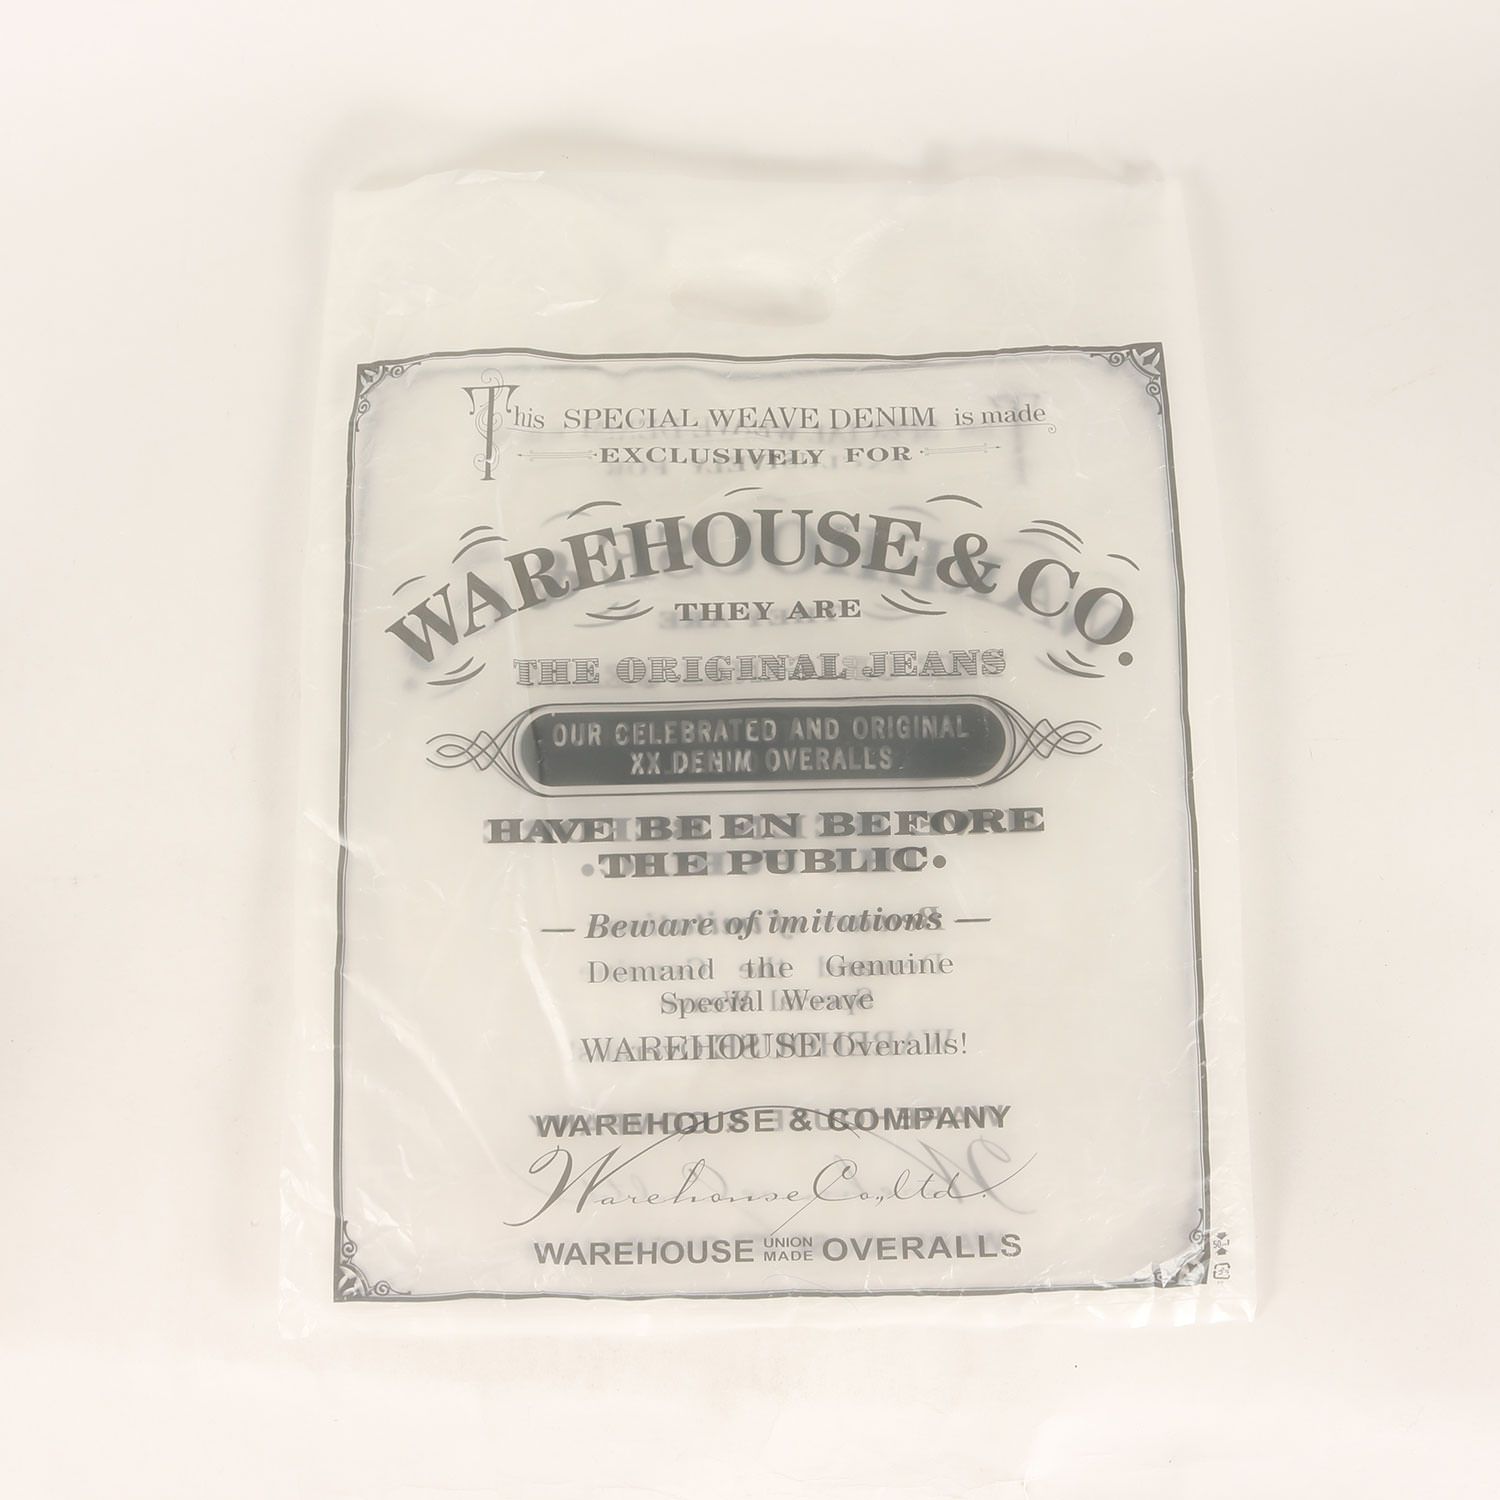 This SPECIAL WEAVE DENIM is made
EXCLUSIVELY FOR
WAREHOUSE & CO.
THEY ARE
THE ORIGINAL JEANS
OUR CELEBRATED AND ORIGINAL
XX DENIM OVERALLS
HAVE BEEN BEFORE
·THE PUBLIC·
— Beware of imitations —
Demand the Genuine
Special Weave
WAREHOUSE Overalls!
WAREHOUSE & COMPANY
Warehouse Co.,ltd.
WAREHOUSE UNION MADE OVERALLS